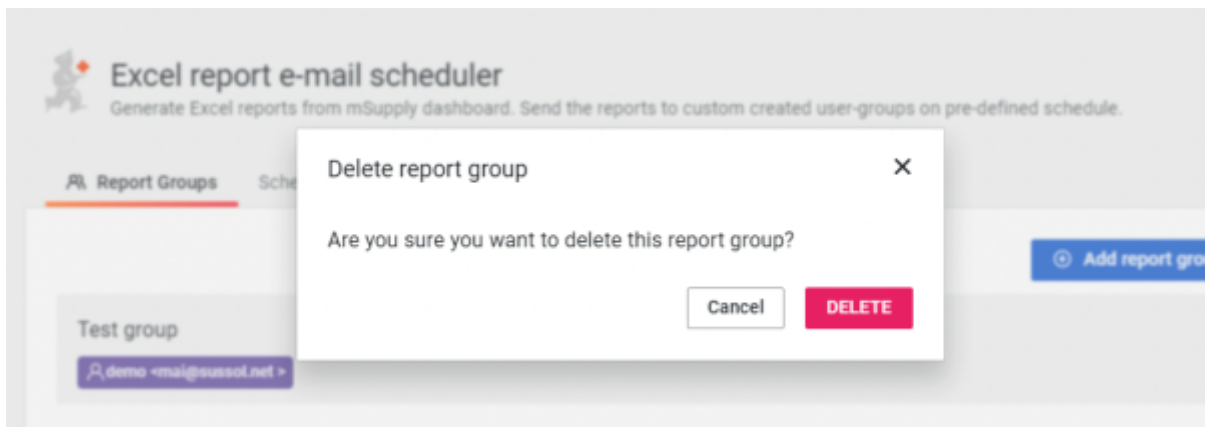 Excel report e-mail scheduler
Generate Excel reports from mSupply dashboard. Send the reports to custom created user-groups on pre-defined schedule.
Delete report group
Report Groups
Sche
Are you sure you want to delete this report group?
Add report gro
Cancel
DELETE
Test group
demo <mai@sussol.net >